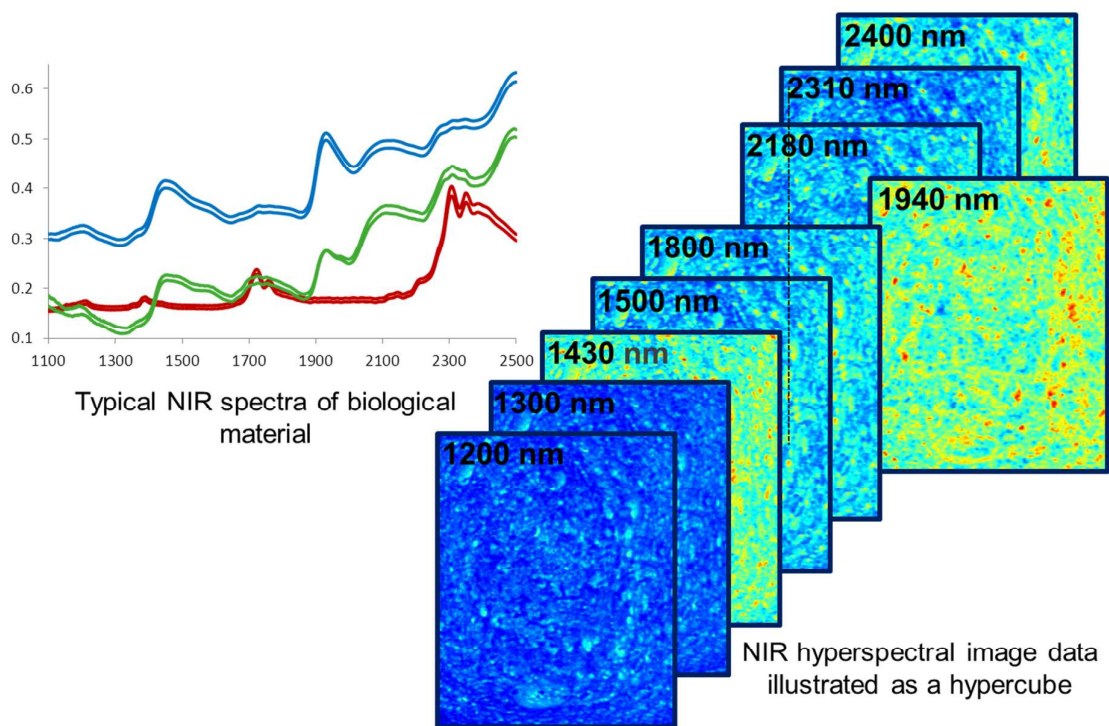 0.6
0.5
0.4
0.3
0.2
0.1
1100 1300 1500 1700 1900 2100 2300 2500
Typical NIR spectra of biological
material
2400 nm
2310 nm
2180 nm
1940 nm
1800 nm
1500 nm
1430 nm
1300 nm
1200 nm
NIR hyperspectral image data
illustrated as a hypercube